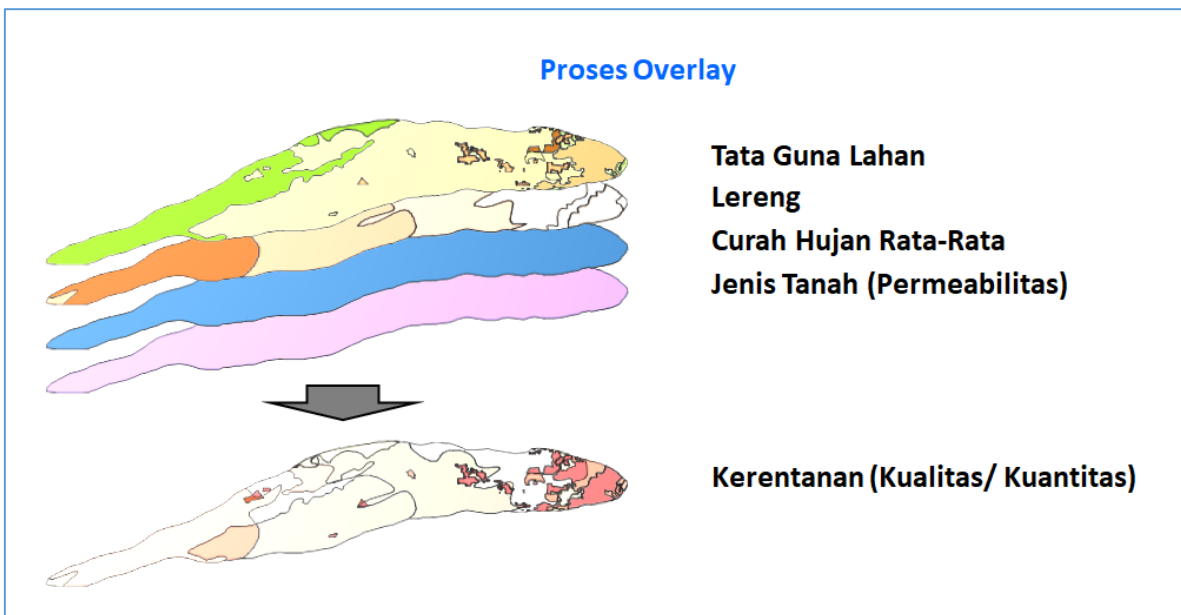 Proses Overlay
Tata Guna Lahan
Lereng
Curah Hujan Rata-Rata
Jenis Tanah (Permeabilitas)
Kerentanan (Kualitas/ Kuantitas)